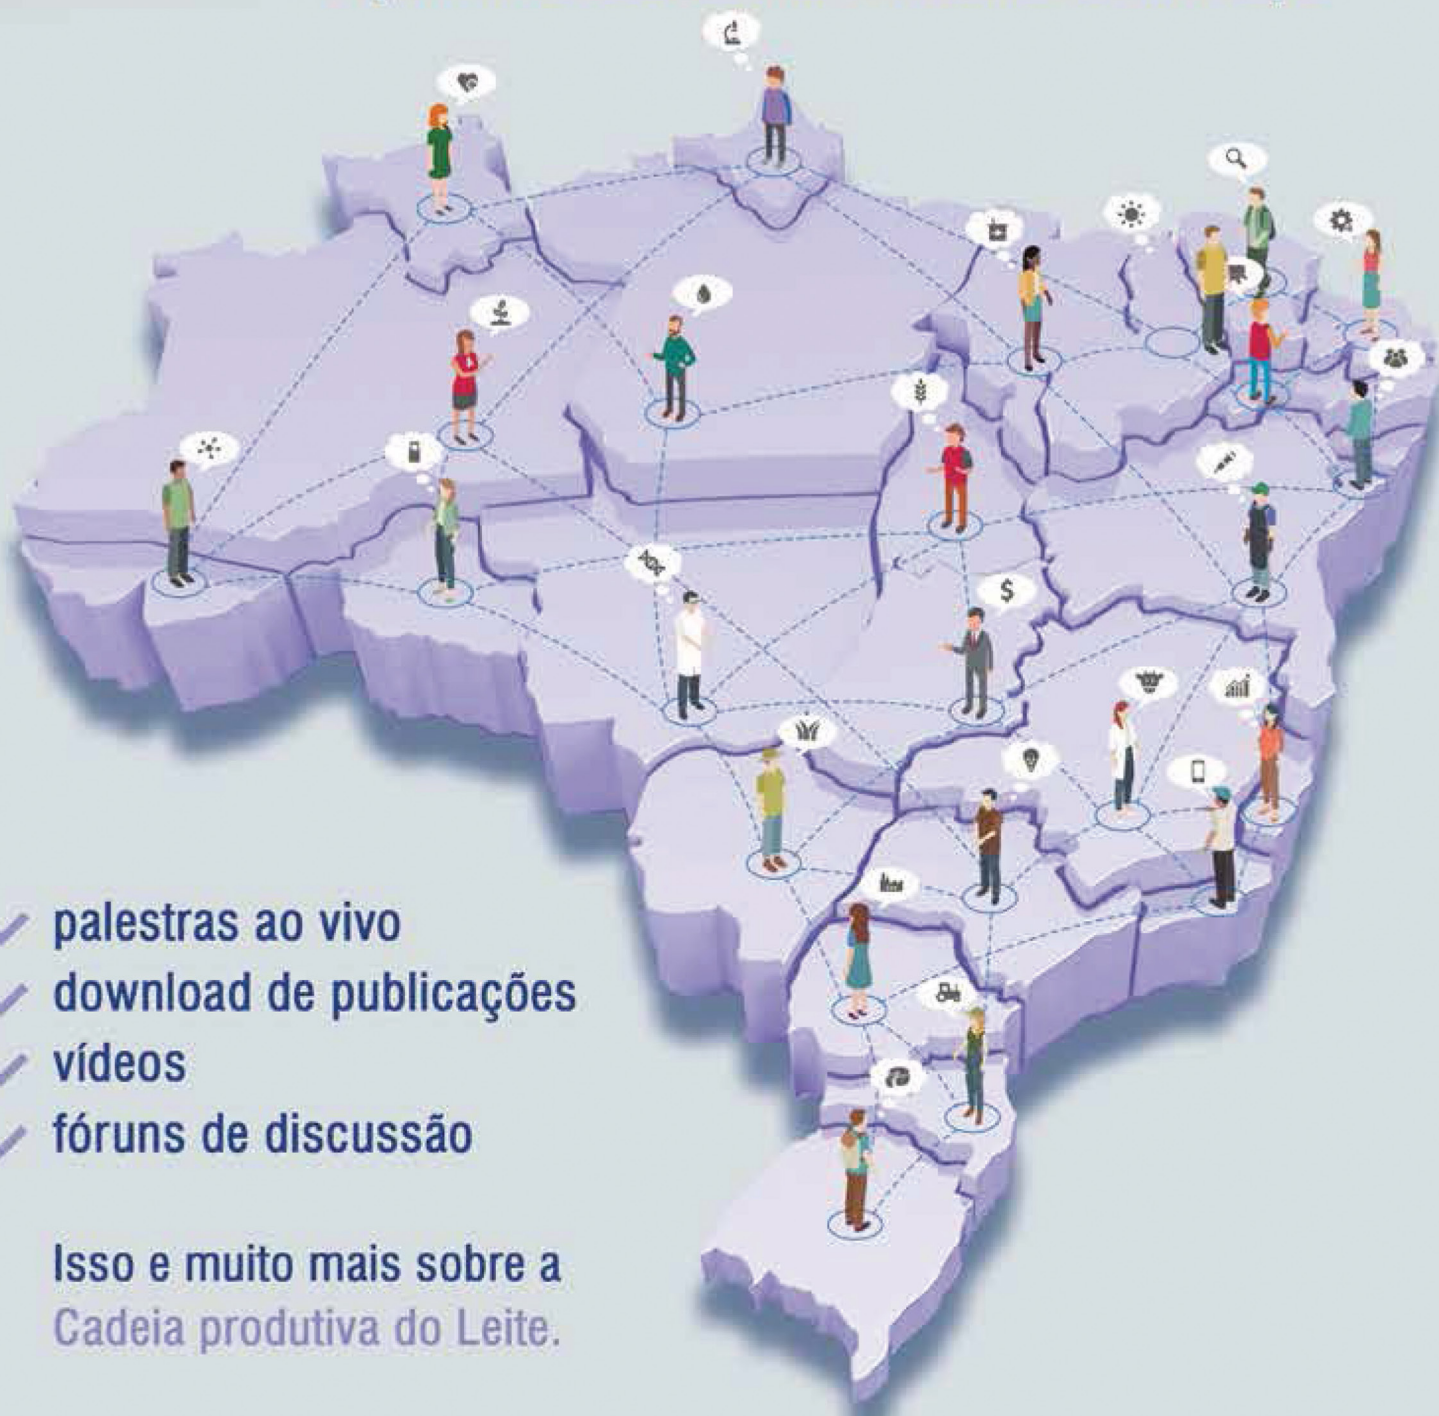 palestras ao vivo
download de publicações
vídeos
fóruns de discussão
Isso e muito mais sobre a
Cadeia produtiva do Leite.
$